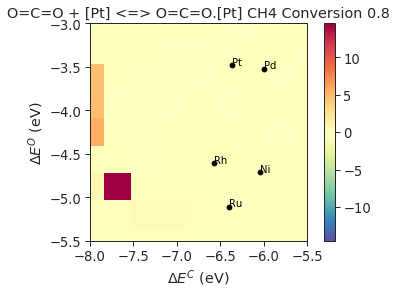 O=C=O + [Pt] <=> O=C=O.[Pt] CH4 Conversion 0.8
−3.0
−3.5
−4.0
−4.5
−5.0
−5.5
ΔE^O (eV)
Pt
Pd
Rh
Ni
Ru
−8.0 −7.5 −7.0 −6.5 −6.0 −5.5
ΔE^C (eV)
10
5
0
−5
−10